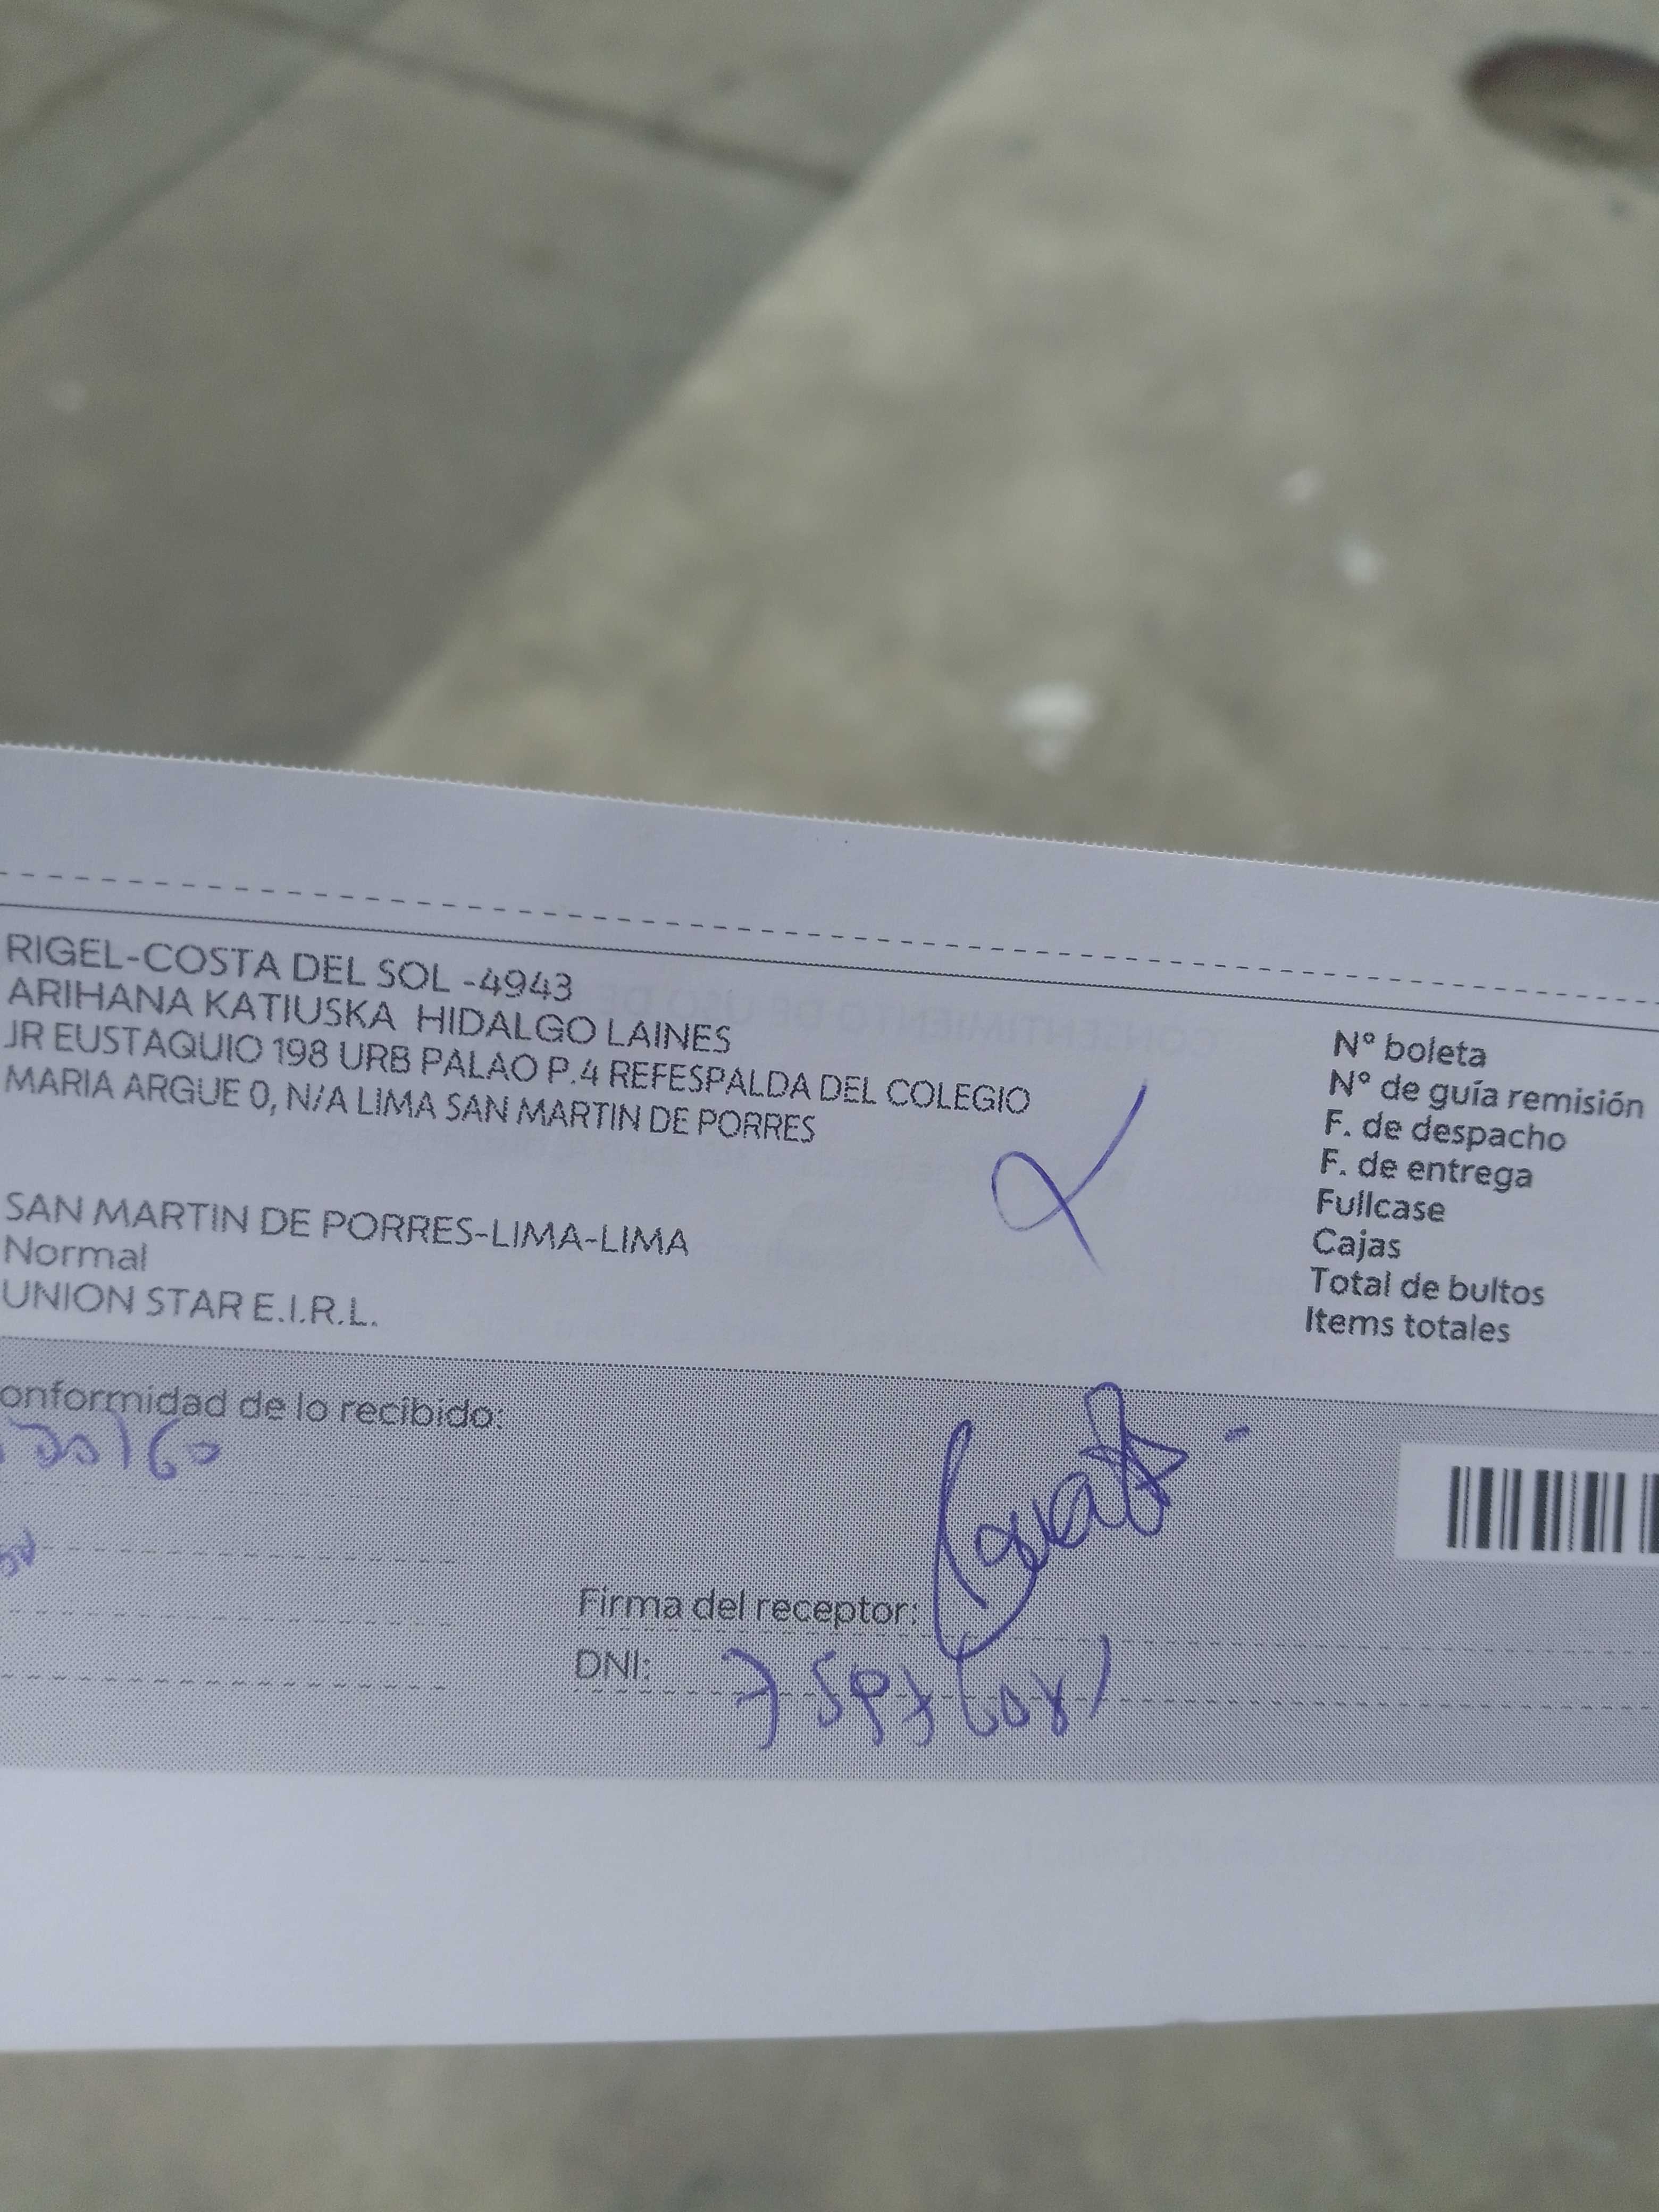 RIGEL-COSTA DEL SOL -4943
ARIHANA KATIUSKA HIDALGO LAINES
JR EUSTAQUIO 198 URB PALAO P.4 REFESPALDA DEL COLEGIO
MARIA ARGUE 0, N/A LIMA SAN MARTIN DE PORRES
SAN MARTIN DE PORRES-LIMA-LIMA
Normal
UNION STAR E.I.R.L.
N° boleta
N° de guía remisión
F. de despacho
F. de entrega
Fullcase
Cajas
Total de bultos
Items totales
onformidad de lo recibido:
Firma del receptor:
DNI: